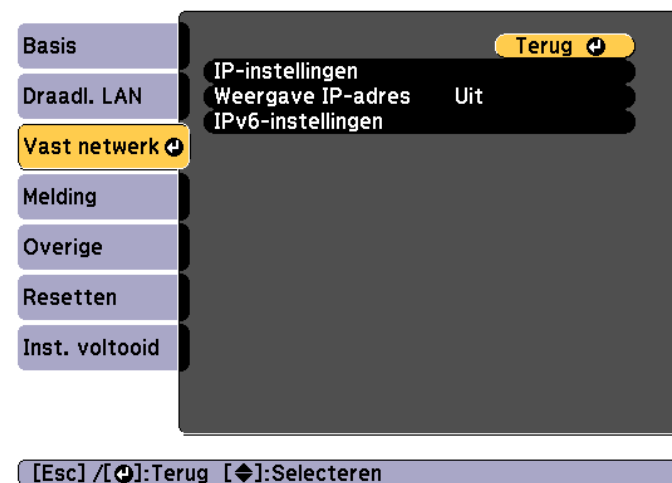 Basis
Draadl. LAN
Vast netwerk
Melding
Overige
Resetten
Inst. voltooid
Terug
IP-instellingen
Weergave IP-adres Uit
IPv6-instellingen
[Esc] /[⏎]:Terug [◆]:Selecteren